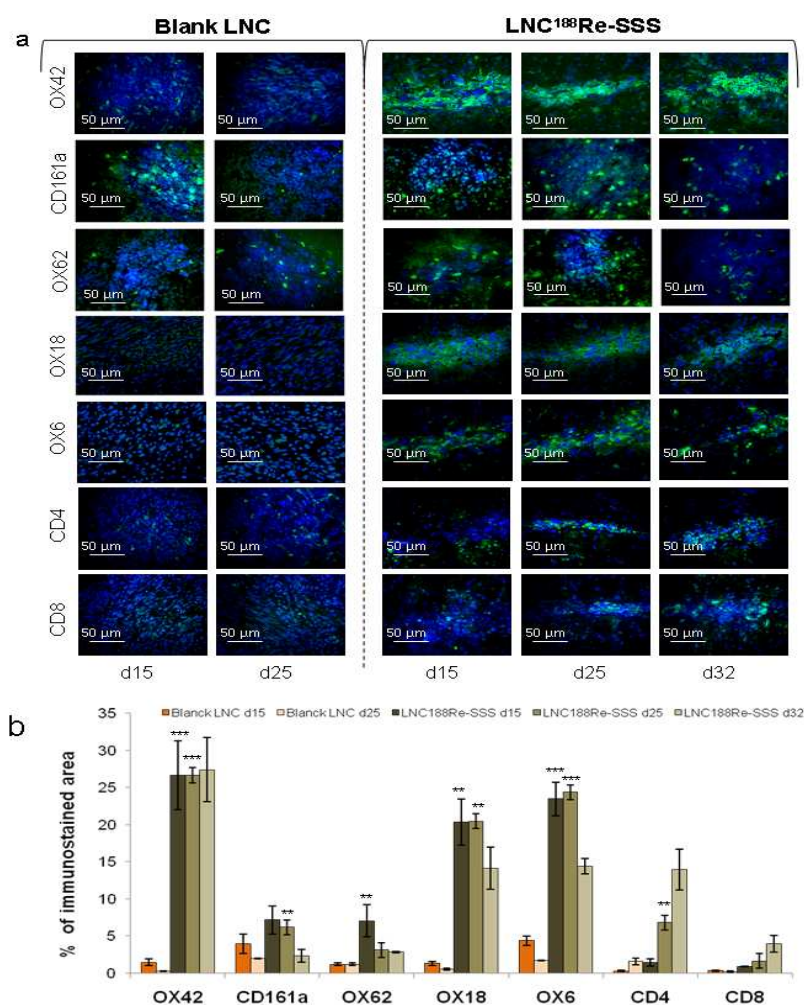 a
Blank LNC
LNC¹⁸⁸Re-SSS
OX42
50 µm 50 µm 50 µm 50 µm 50 µm
CD161a
50 µm 50 µm 50 µm 50 µm 50 µm
OX62
50 µm 50 µm 50 µm 50 µm 50 µm
OX18
50 µm 50 µm 50 µm 50 µm 50 µm
OX6
50 µm 50 µm 50 µm 50 µm 50 µm
CD4
50 µm 50 µm 50 µm 50 µm 50 µm
CD8
50 µm 50 µm 50 µm 50 µm 50 µm
d15 d25 d15 d25 d32
b
Blanck LNC d15 Blanck LNC d25 LNC188Re-SSS d15 LNC188Re-SSS d25 LNC188Re-SSS d32
% of immunostained area
35
30
25
20
15
10
5
0
*** *** ** ** ** ** *** *** **
OX42 CD161a OX62 OX18 OX6 CD4 CD8